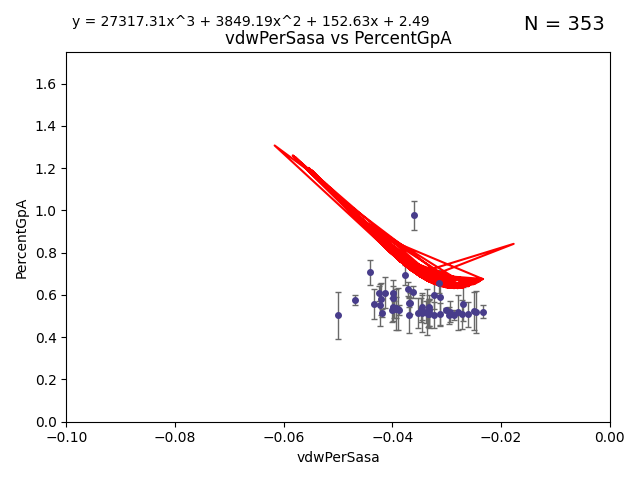 y = 27317.31x^3 + 3849.19x^2 + 152.63x + 2.49
N = 353
vdwPerSasa vs PercentGpA
1.6
1.4
1.2
1.0
0.8
0.6
0.4
0.2
0.0
PercentGpA
−0.10 −0.08 −0.06 −0.04 −0.02 0.00
vdwPerSasa